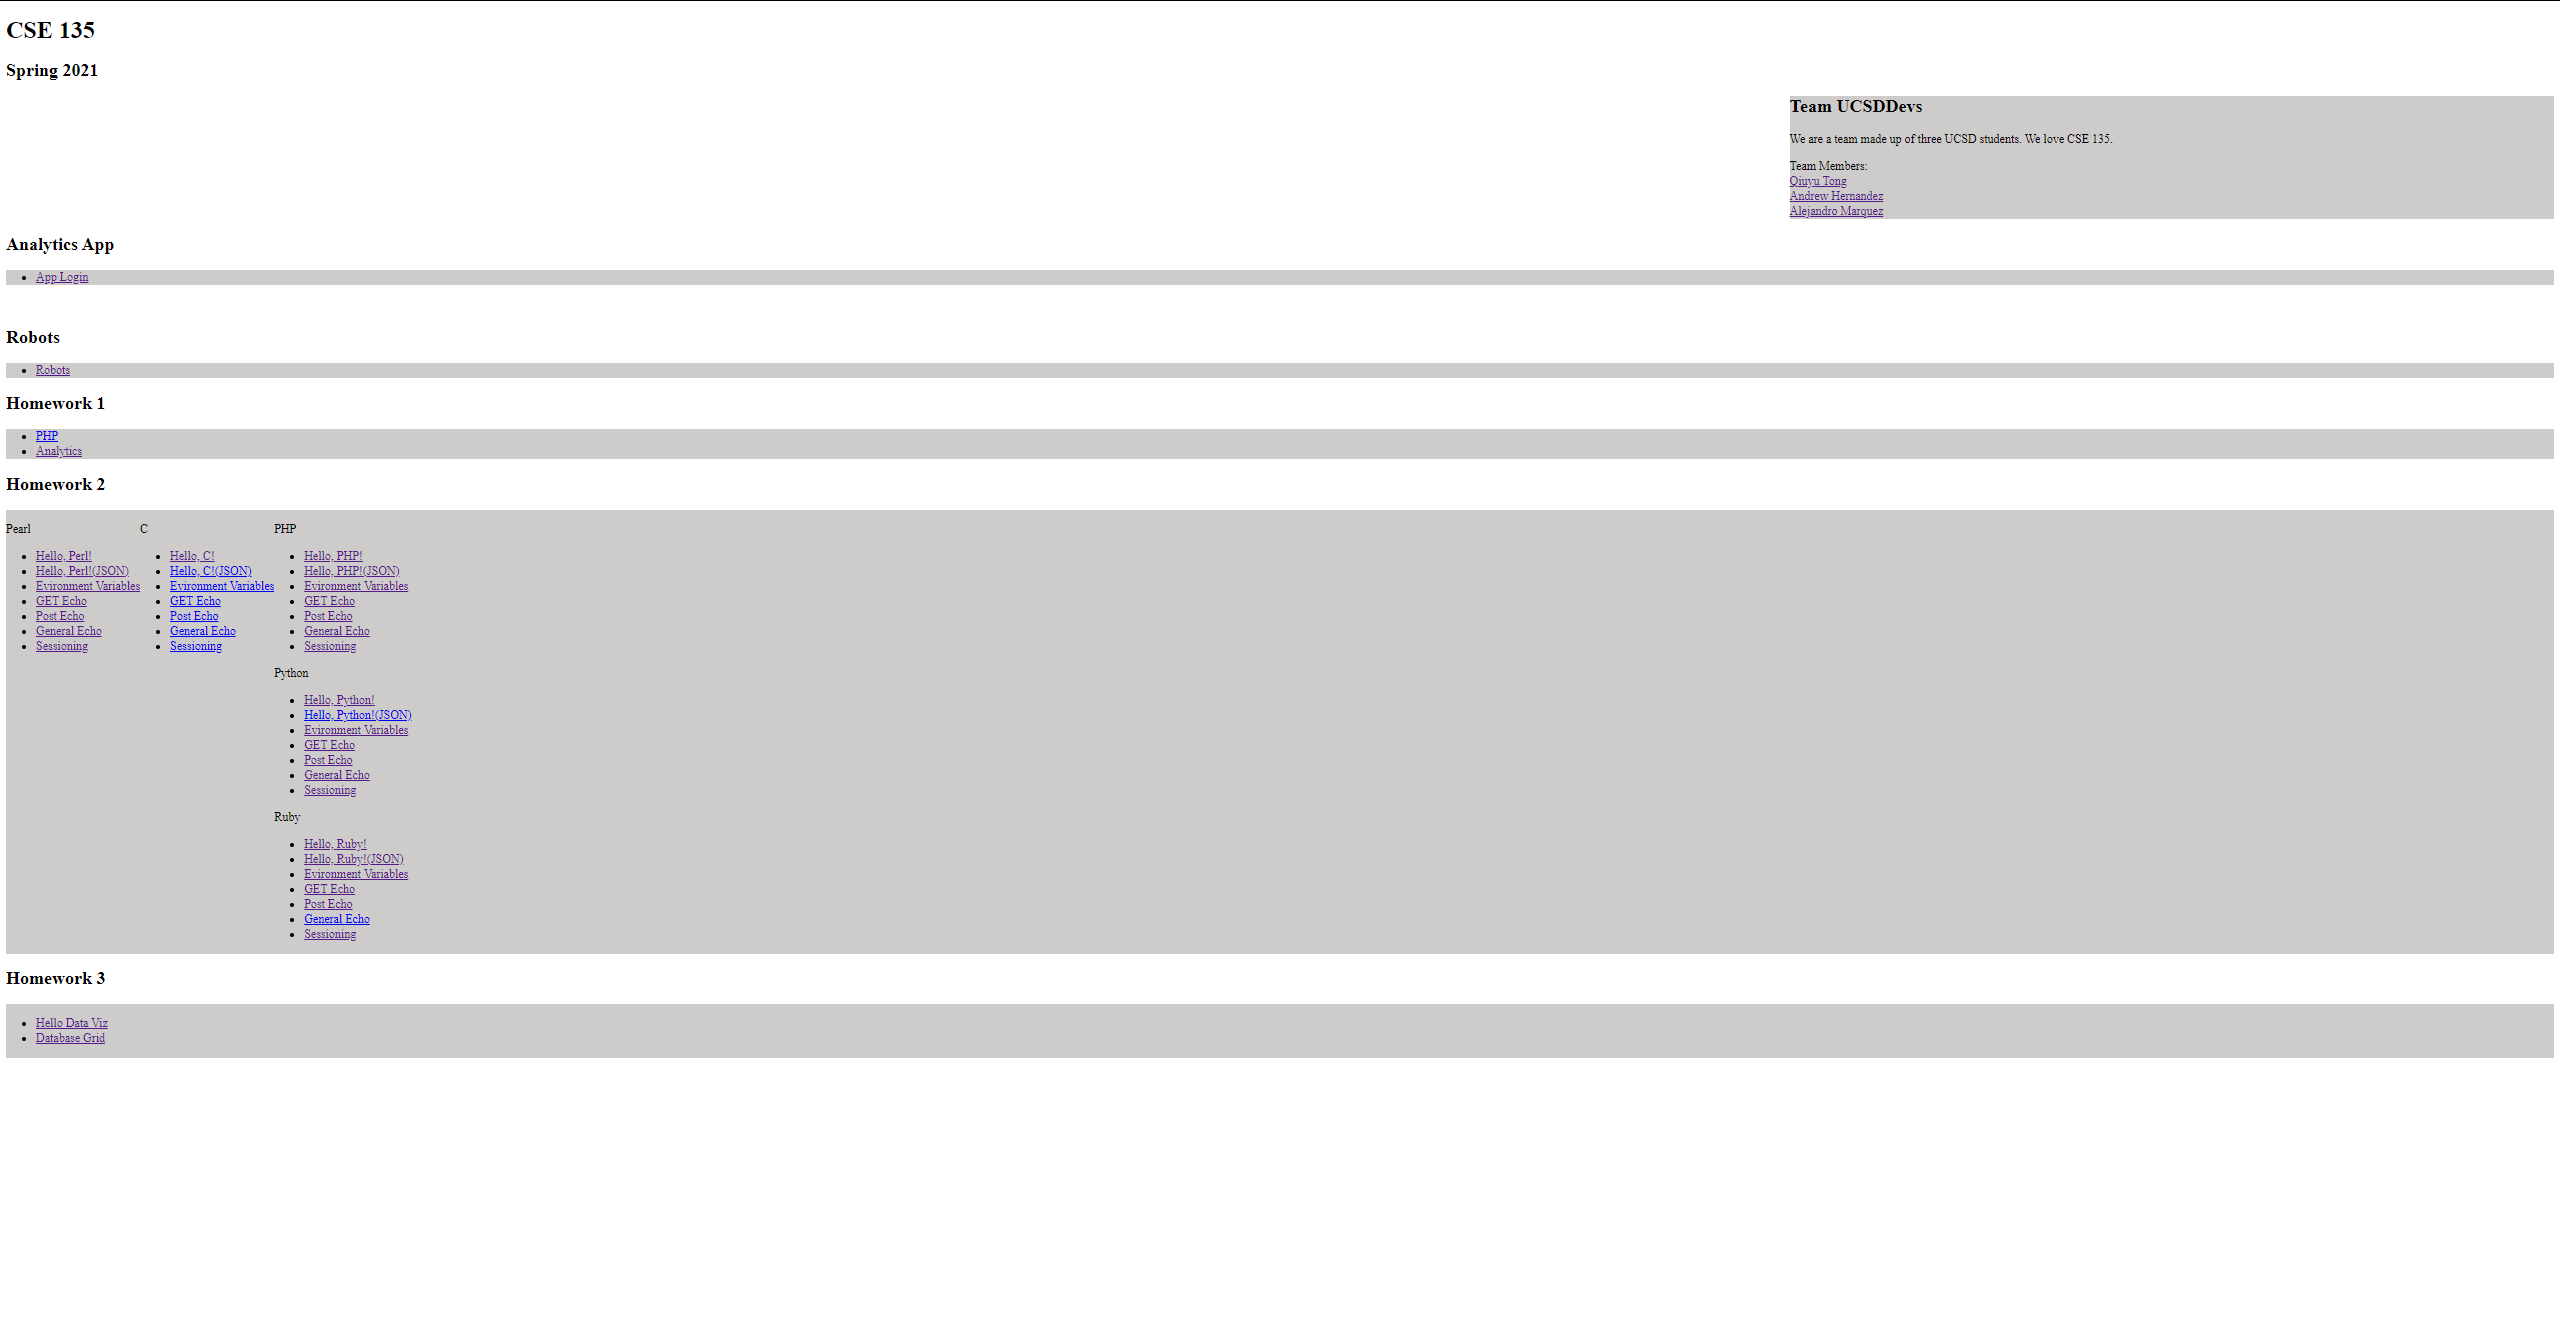 CSE 135
Spring 2021
Team UCSDDevs
We are a team made up of three UCSD students. We love CSE 135.
Team Members:
Qiuyu Tong
Andrew Hernandez
Alejandro Marquez
Analytics App
App Login
Robots
Robots
Homework 1
PHP
Analytics
Homework 2
Pearl
Hello, Perl!
Hello, Perl!(JSON)
Evironment Variables
GET Echo
Post Echo
General Echo
Sessioning
C
Hello, C!
Hello, C!(JSON)
Evironment Variables
GET Echo
Post Echo
General Echo
Sessioning
PHP
Hello, PHP!
Hello, PHP!(JSON)
Evironment Variables
GET Echo
Post Echo
General Echo
Sessioning
Python
Hello, Python!
Hello, Python!(JSON)
Evironment Variables
GET Echo
Post Echo
General Echo
Sessioning
Ruby
Hello, Ruby!
Hello, Ruby!(JSON)
Evironment Variables
GET Echo
Post Echo
General Echo
Sessioning
Homework 3
Hello Data Viz
Database Grid